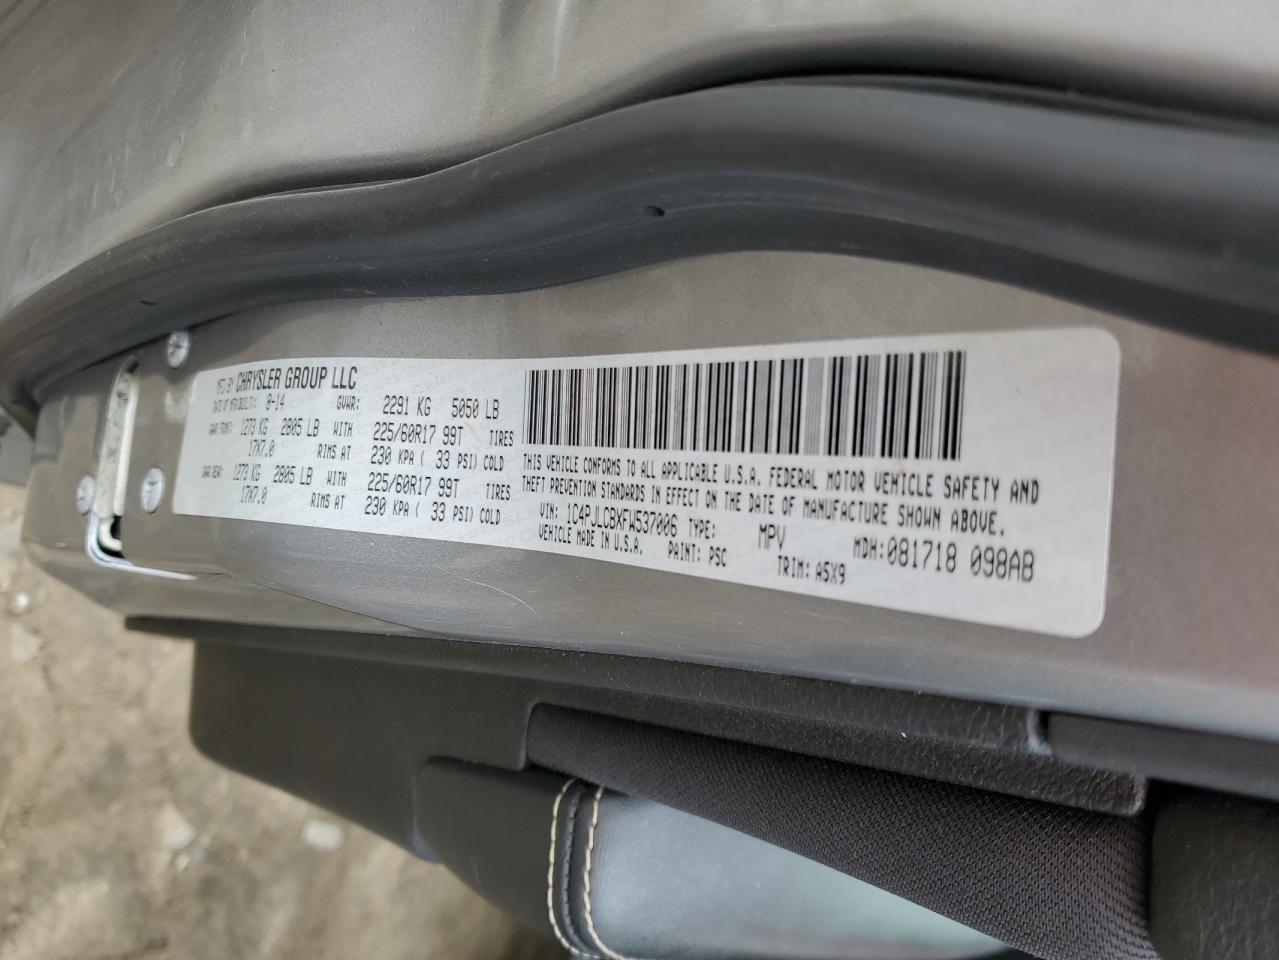 MFD BY CHRYSLER GROUP LLC
DATE OF MFR(BUILT): 8-14 GVWR: 2291 KG 5050 LB
GAWR FRONT: 1273 KG 2805 LB WITH 225/60R17 99T TIRES
17X7.0 RIMS AT 230 KPA ( 33 PSI) COLD
GAWR REAR: 1273 KG 2805 LB WITH 225/60R17 99T TIRES
17X7.0 RIMS AT 230 KPA ( 33 PSI) COLD
THIS VEHICLE CONFORMS TO ALL APPLICABLE U.S.A. FEDERAL MOTOR VEHICLE SAFETY AND
THEFT PREVENTION STANDARDS IN EFFECT ON THE DATE OF MANUFACTURE SHOWN ABOVE.
VIN: 1C4PJLCBXFW537006 TYPE: MPV MDH: 081718 098AB
VEHICLE MADE IN U.S.A. PAINT: PSC TRIM: A5X9